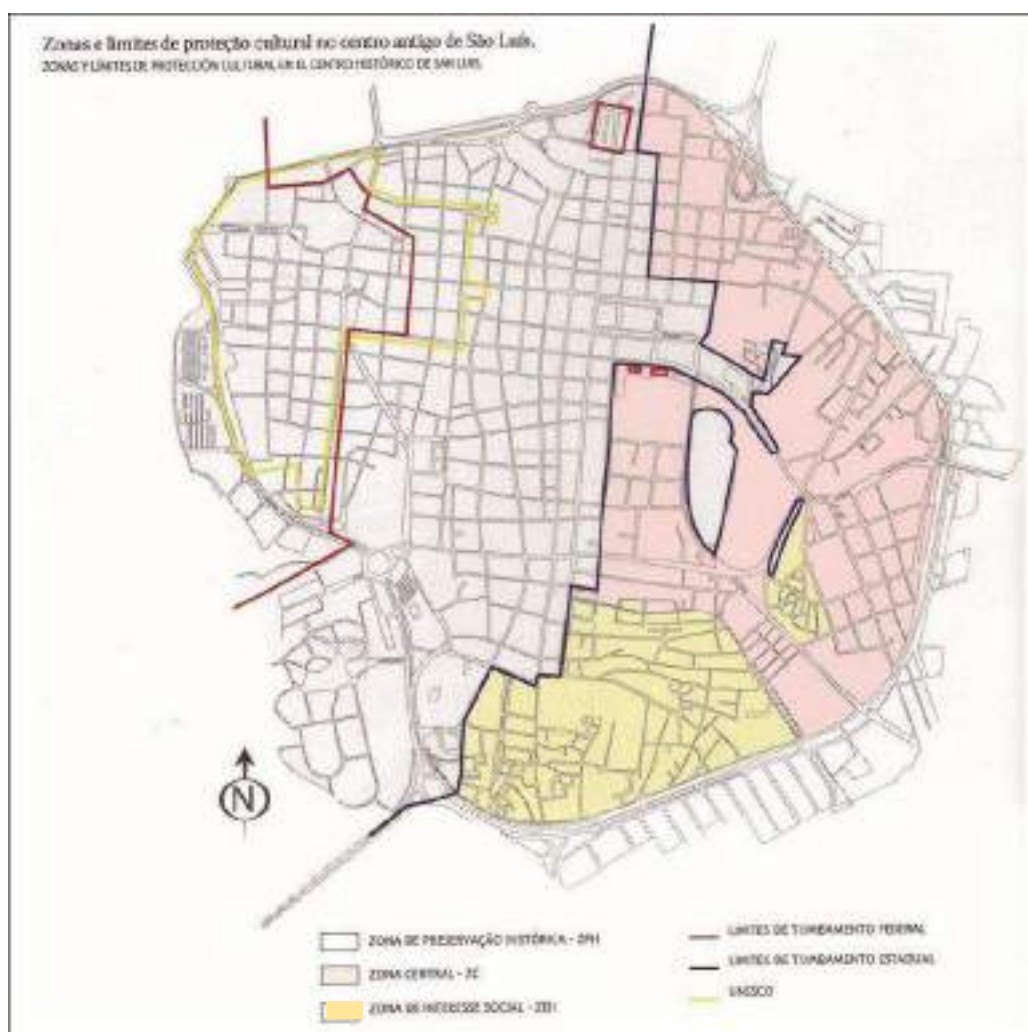 Zonas e limites de proteção cultural no centro antigo de São Luís.
ZONAS Y LÍMITES DE PROTECCIÓN CULTURAL EN EL CENTRO HISTÓRICO DE SAN LUIS
N
ZONA DE PRESERVAÇÃO HISTÓRICA - ZPH
ZONA CENTRAL - ZC
ZONA DE INTERESSE SOCIAL - ZEI
LIMITES DE TOMBAMENTO FEDERAL
LIMITES DE TOMBAMENTO ESTADUAL
UNESCO